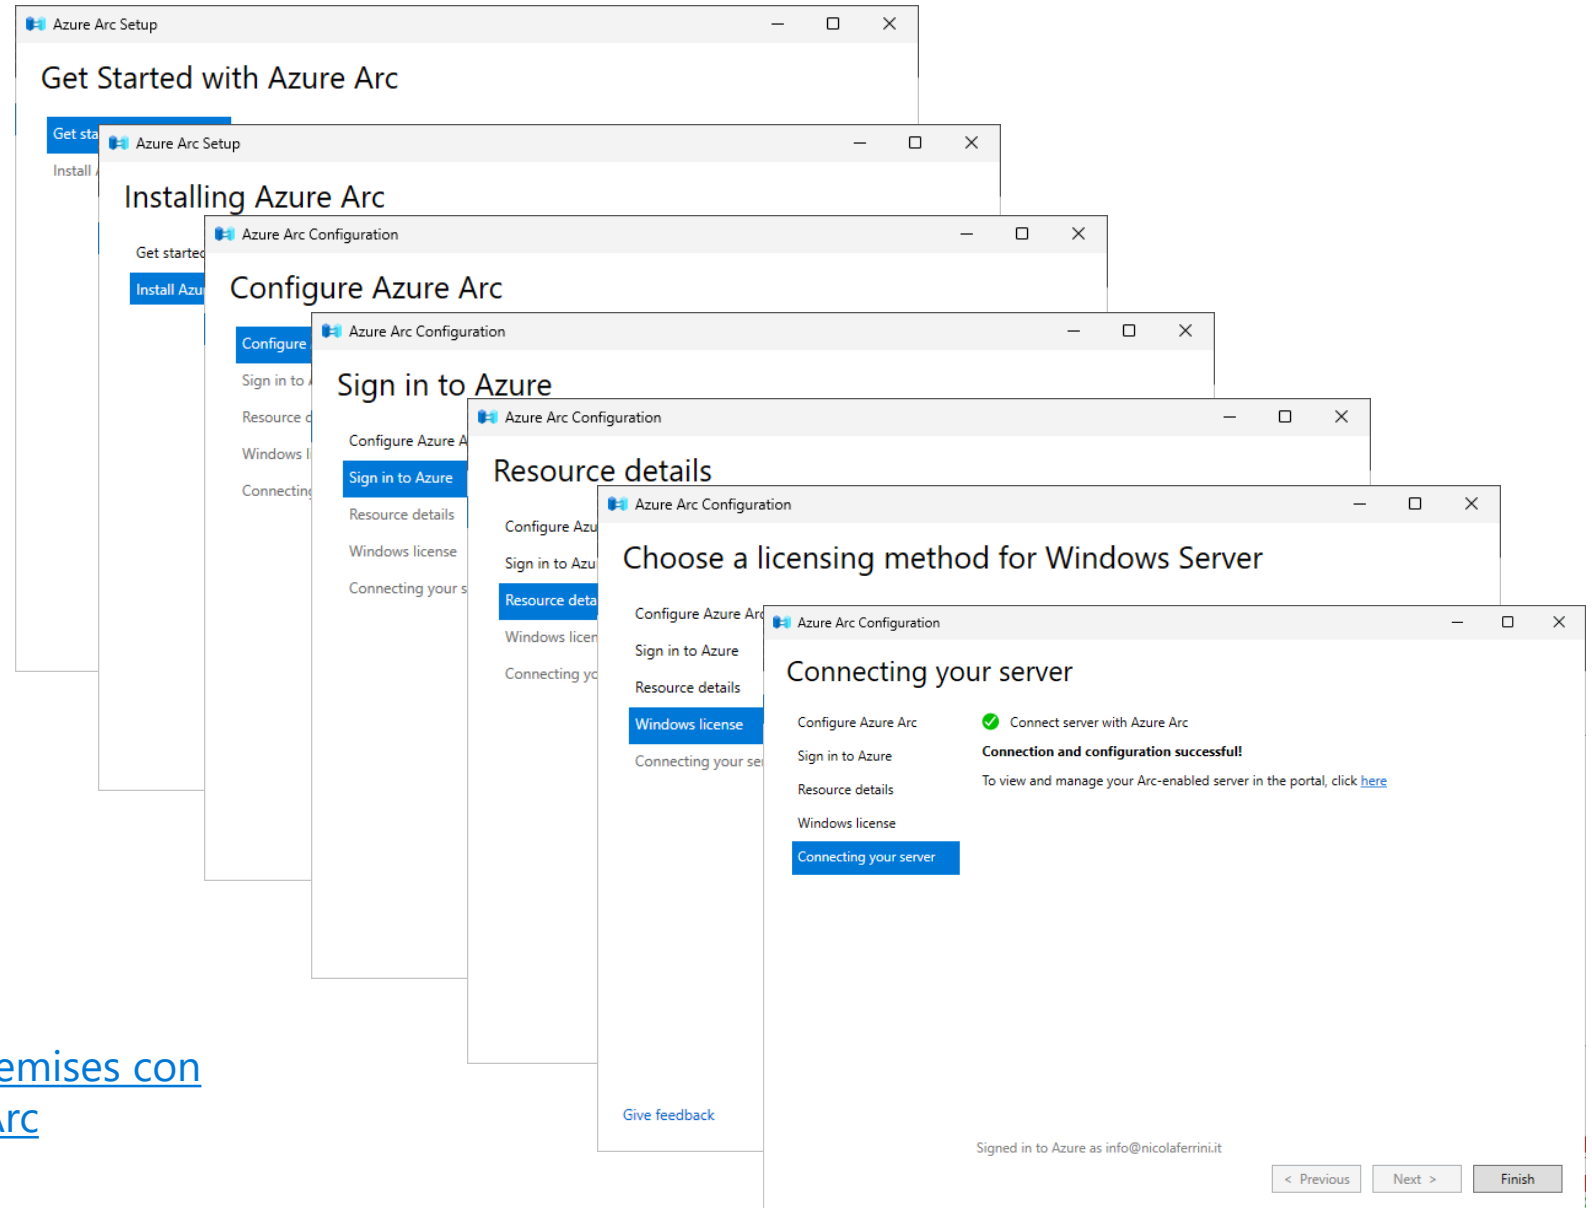 Azure Arc Setup
Get Started with Azure Arc
Get sta
Install
Azure Arc Setup
Installing Azure Arc
Get started
Install Azu
Azure Arc Configuration
Configure Azure Arc
Configure
Sign in to
Resource d
Windows li
Connecting
Azure Arc Configuration
Sign in to Azure
Configure Azure A
Sign in to Azure
Resource details
Windows license
Connecting your s
Azure Arc Configuration
Resource details
Configure Azu
Sign in to Azu
Resource deta
Windows licen
Connecting yo
Azure Arc Configuration
Choose a licensing method for Windows Server
Configure Azure Arc
Sign in to Azure
Resource details
Windows license
Connecting your ser
Give feedback
Azure Arc Configuration
Connecting your server
Configure Azure Arc
Sign in to Azure
Resource details
Windows license
Connecting your server
Connect server with Azure Arc
Connection and configuration successful!
To view and manage your Arc-enabled server in the portal, click here
Signed in to Azure as info@nicolaferrini.it
< Previous
Next >
Finish
emises con
Arc